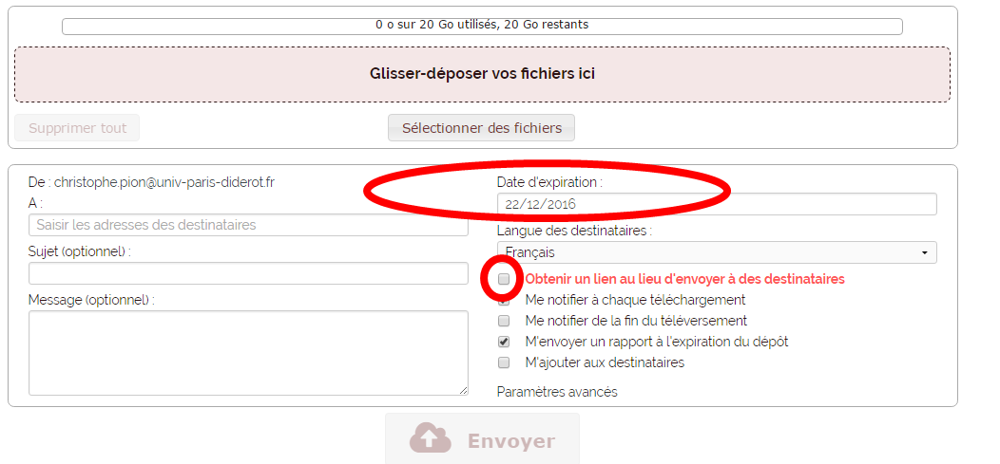 0 o sur 20 Go utilisés, 20 Go restants
Glisser-déposer vos fichiers ici
Supprimer tout
Sélectionner des fichiers
De : christophe.pion@univ-paris-diderot.fr
A :
Saisir les adresses des destinataires
Sujet (optionnel) :
Message (optionnel) :
Date d'expiration :
22/12/2016
Langue des destinataires :
Français
Obtenir un lien au lieu d'envoyer à des destinataires
Me notifier à chaque téléchargement
Me notifier de la fin du téléversement
M'envoyer un rapport à l'expiration du dépôt
M'ajouter aux destinataires
Paramètres avancés
Envoyer